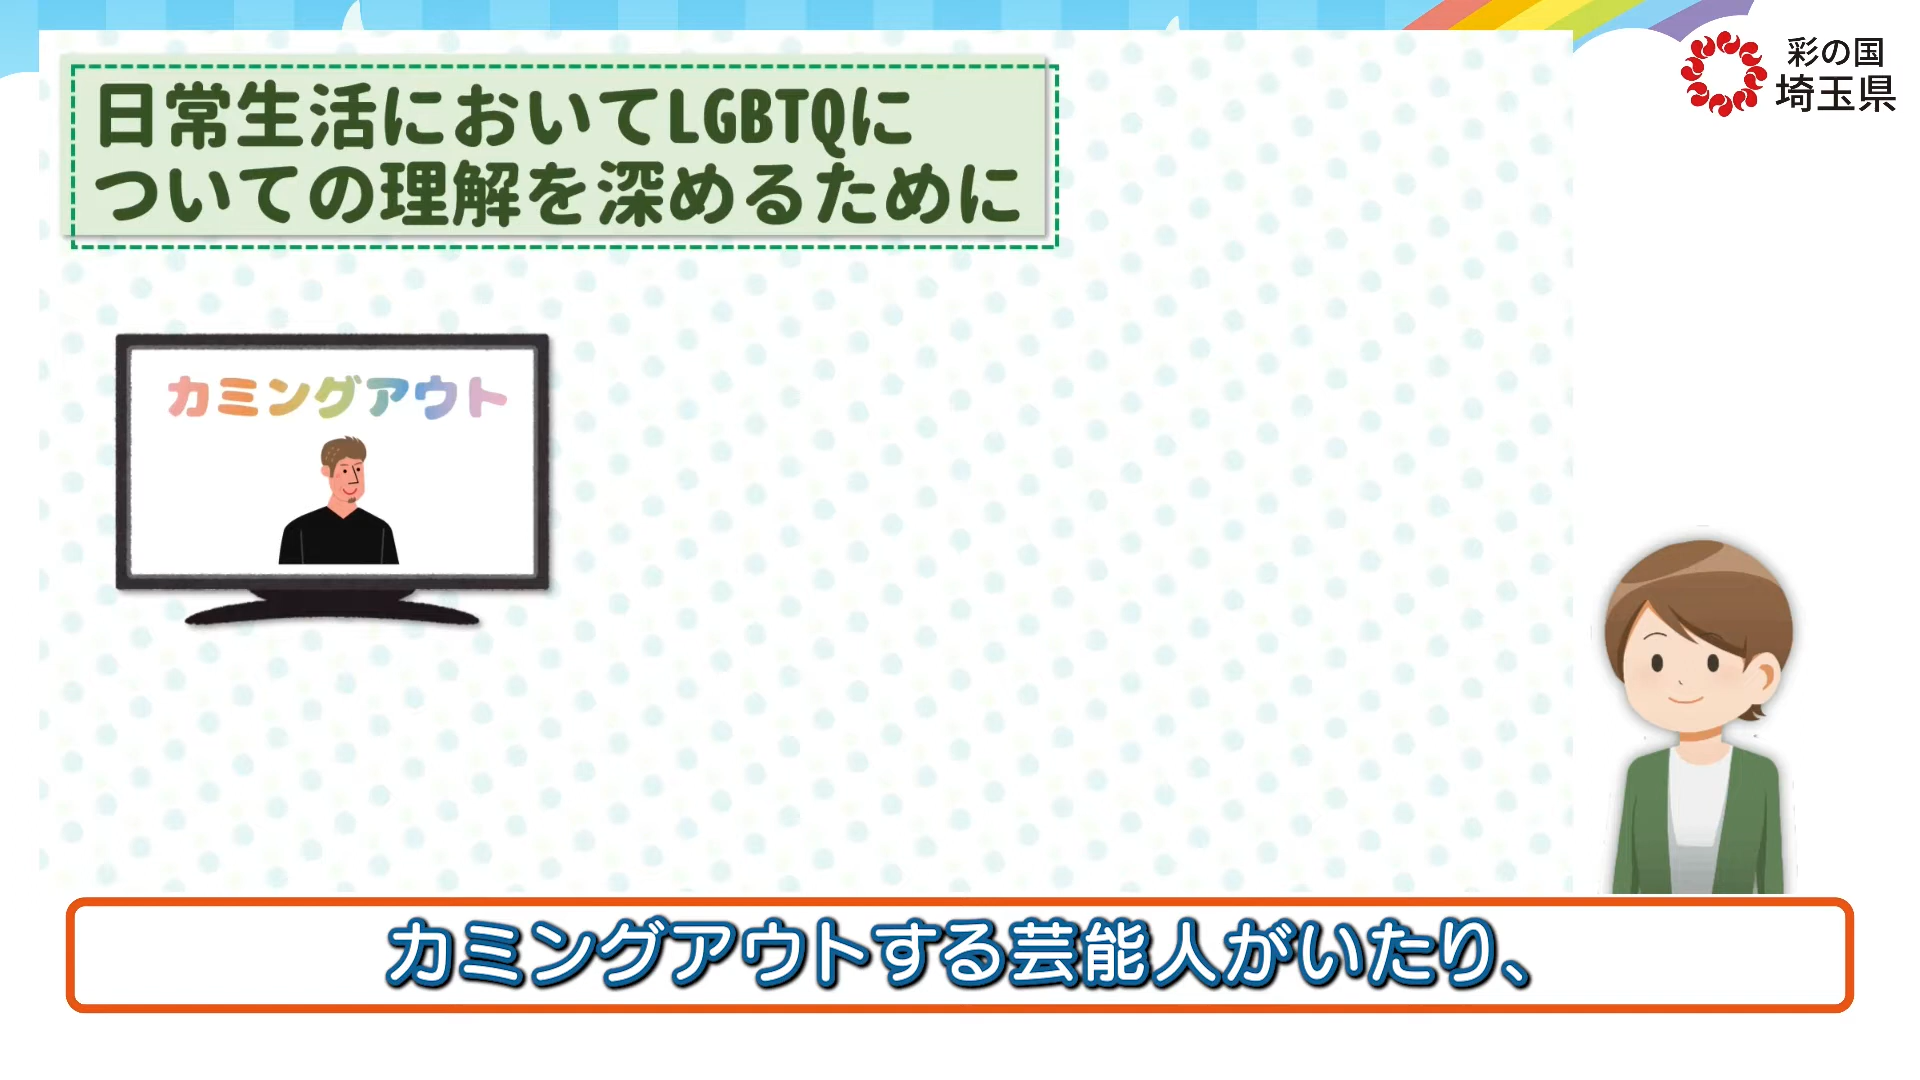 彩の国
埼玉県
日常生活においてLGBTQに
ついての理解を深めるために
カミングアウト
カミングアウトする芸能人がいたり、